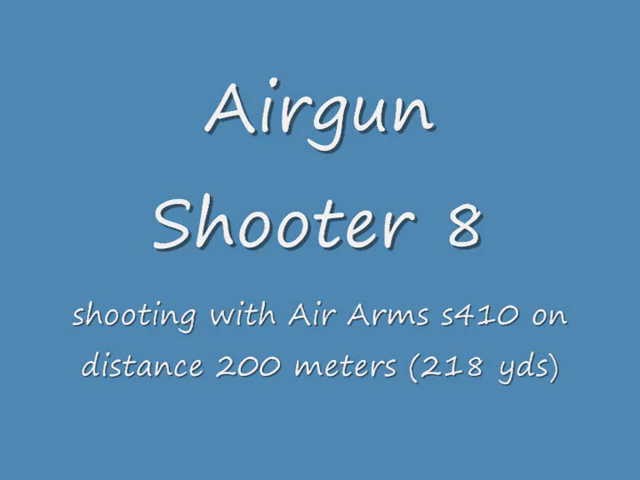 Airgun
Shooter 8
shooting with Air Arms s410 on
distance 200 meters (218 yds)